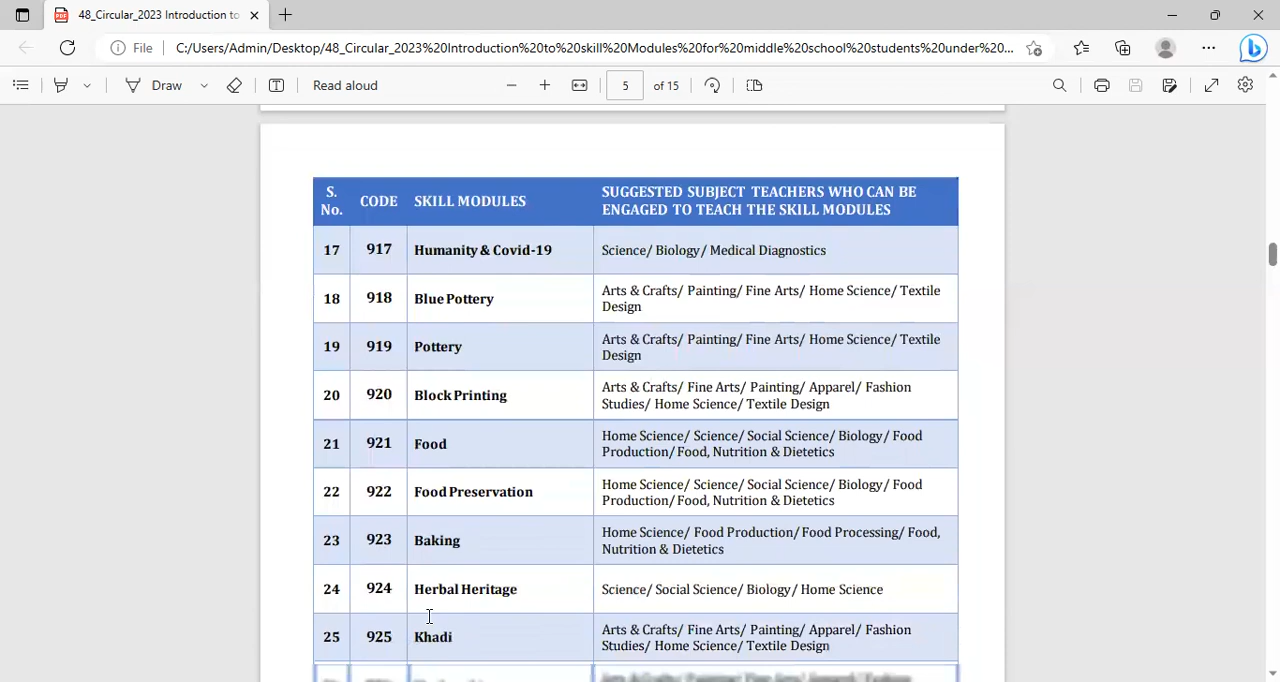 48_Circular_2023 Introduction to
File
C:/Users/Admin/Desktop/48_Circular_2023%20Introduction%20to%20skill%20Modules%20for%20middle%20school%20students%20under%20...
Draw
Read aloud
5
of 15
S. No.
CODE
SKILL MODULES
SUGGESTED SUBJECT TEACHERS WHO CAN BE
ENGAGED TO TEACH THE SKILL MODULES
17
917
Humanity & Covid-19
Science/ Biology/ Medical Diagnostics
18
918
Blue Pottery
Arts & Crafts/ Painting/ Fine Arts/ Home Science/ Textile
Design
19
919
Pottery
Arts & Crafts/ Painting/ Fine Arts/ Home Science/ Textile
Design
20
920
Block Printing
Arts & Crafts/ Fine Arts/ Painting/ Apparel/ Fashion
Studies/ Home Science/ Textile Design
21
921
Food
Home Science/ Science/ Social Science/ Biology/ Food
Production/ Food, Nutrition & Dietetics
22
922
Food Preservation
Home Science/ Science/ Social Science/ Biology/ Food
Production/ Food, Nutrition & Dietetics
23
923
Baking
Home Science/ Food Production/ Food Processing/ Food,
Nutrition & Dietetics
24
924
Herbal Heritage
Science/ Social Science/ Biology/ Home Science
25
925
Khadi
Arts & Crafts/ Fine Arts/ Painting/ Apparel/ Fashion
Studies/ Home Science/ Textile Design